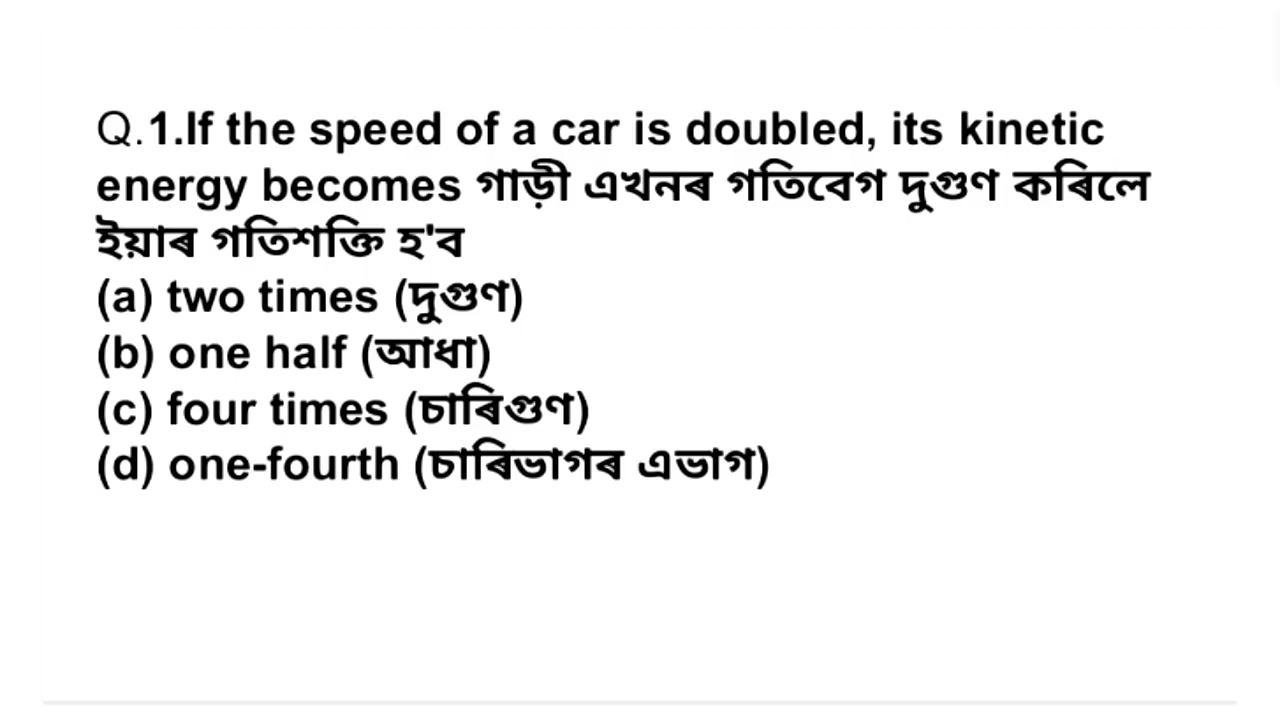 Q.1.If the speed of a car is doubled, its kinetic
energy becomes গাড়ী এখনৰ গতিবেগ দুগুণ কৰিলে
ইয়াৰ গতিশক্তি হ'ব
(a) two times (দুগুণ)
(b) one half (আধা)
(c) four times (চাৰিগুণ)
(d) one-fourth (চাৰিভাগৰ এভাগ)